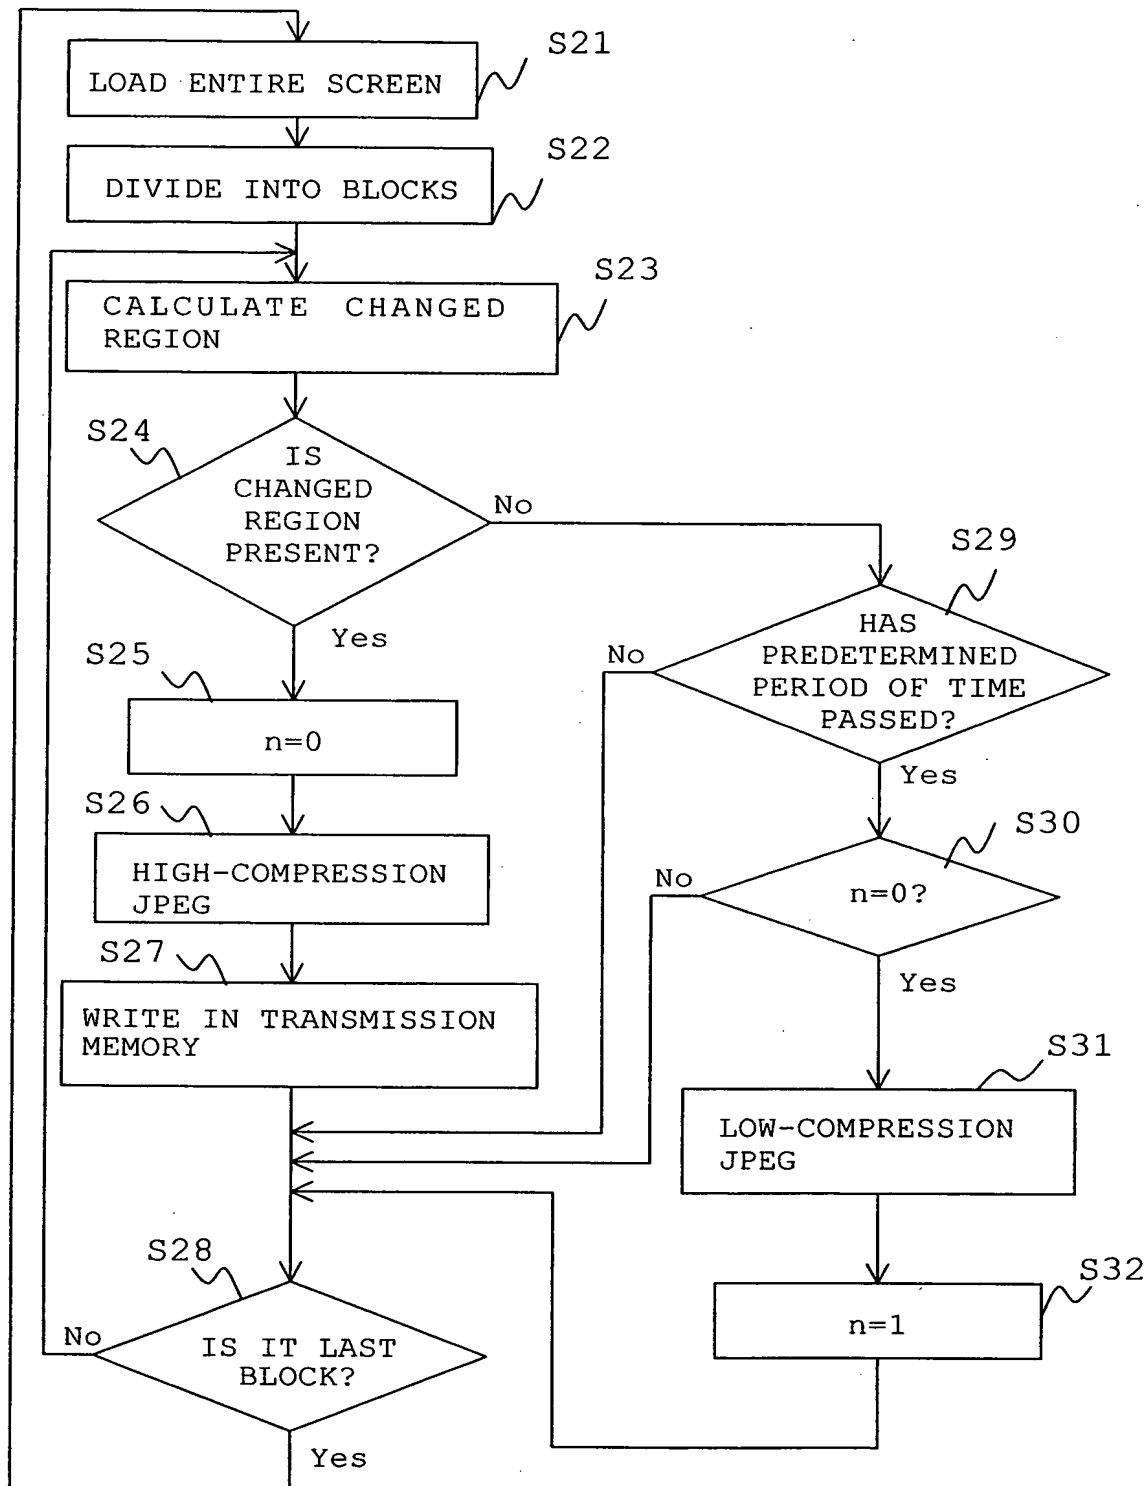 S21
LOAD ENTIRE SCREEN
S22
DIVIDE INTO BLOCKS
S23
CALCULATE CHANGED
REGION
S24
IS
CHANGED
REGION
PRESENT?
No
Yes
S29
HAS
PREDETERMINED
PERIOD OF TIME
PASSED?
No
Yes
S25
n=0
S26
HIGH-COMPRESSION
JPEG
S30
n=0?
No
Yes
S27
WRITE IN TRANSMISSION
MEMORY
S31
LOW-COMPRESSION
JPEG
S28
IS IT LAST
BLOCK?
No
Yes
S32
n=1